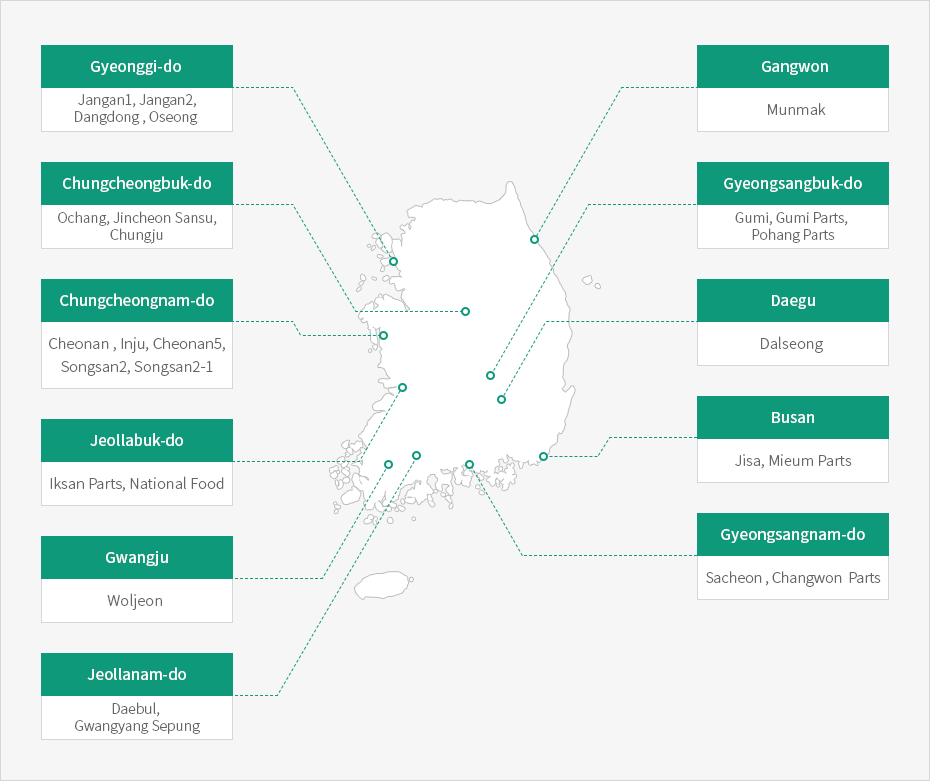 Gyeonggi-do
Jangan1, Jangan2,
Dangdong , Oseong
Chungcheongbuk-do
Ochang, Jincheon Sansu,
Chungju
Chungcheongnam-do
Cheonan , Inju, Cheonan5,
Songsan2, Songsan2-1
Jeollabuk-do
Iksan Parts, National Food
Gwangju
Woljeon
Jeollanam-do
Daebul,
Gwangyang Sepung
Gangwon
Munmak
Gyeongsangbuk-do
Gumi, Gumi Parts,
Pohang Parts
Daegu
Dalseong
Busan
Jisa, Mieum Parts
Gyeongsangnam-do
Sacheon , Changwon  Parts